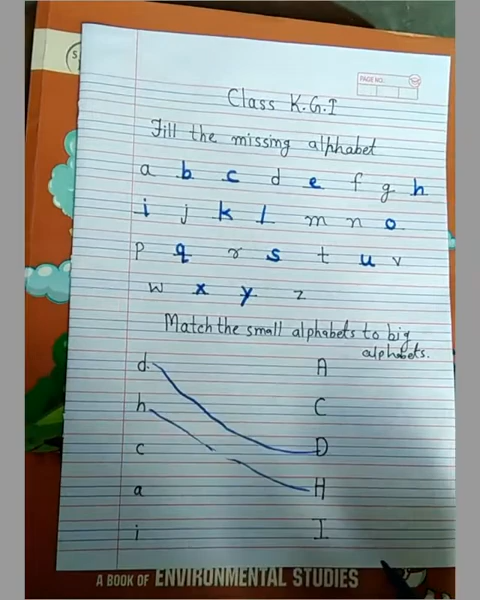 PAGE NO.:
Class K.G.I
Fill the missing alphabet
a b c d e f g h
i j k l m n o
p q r s t u v
w x y z
Match the small alphabets to big
alphabets.
d. A
h C
c D
a H
i I
A BOOK OF ENVIRONMENTAL STUDIES